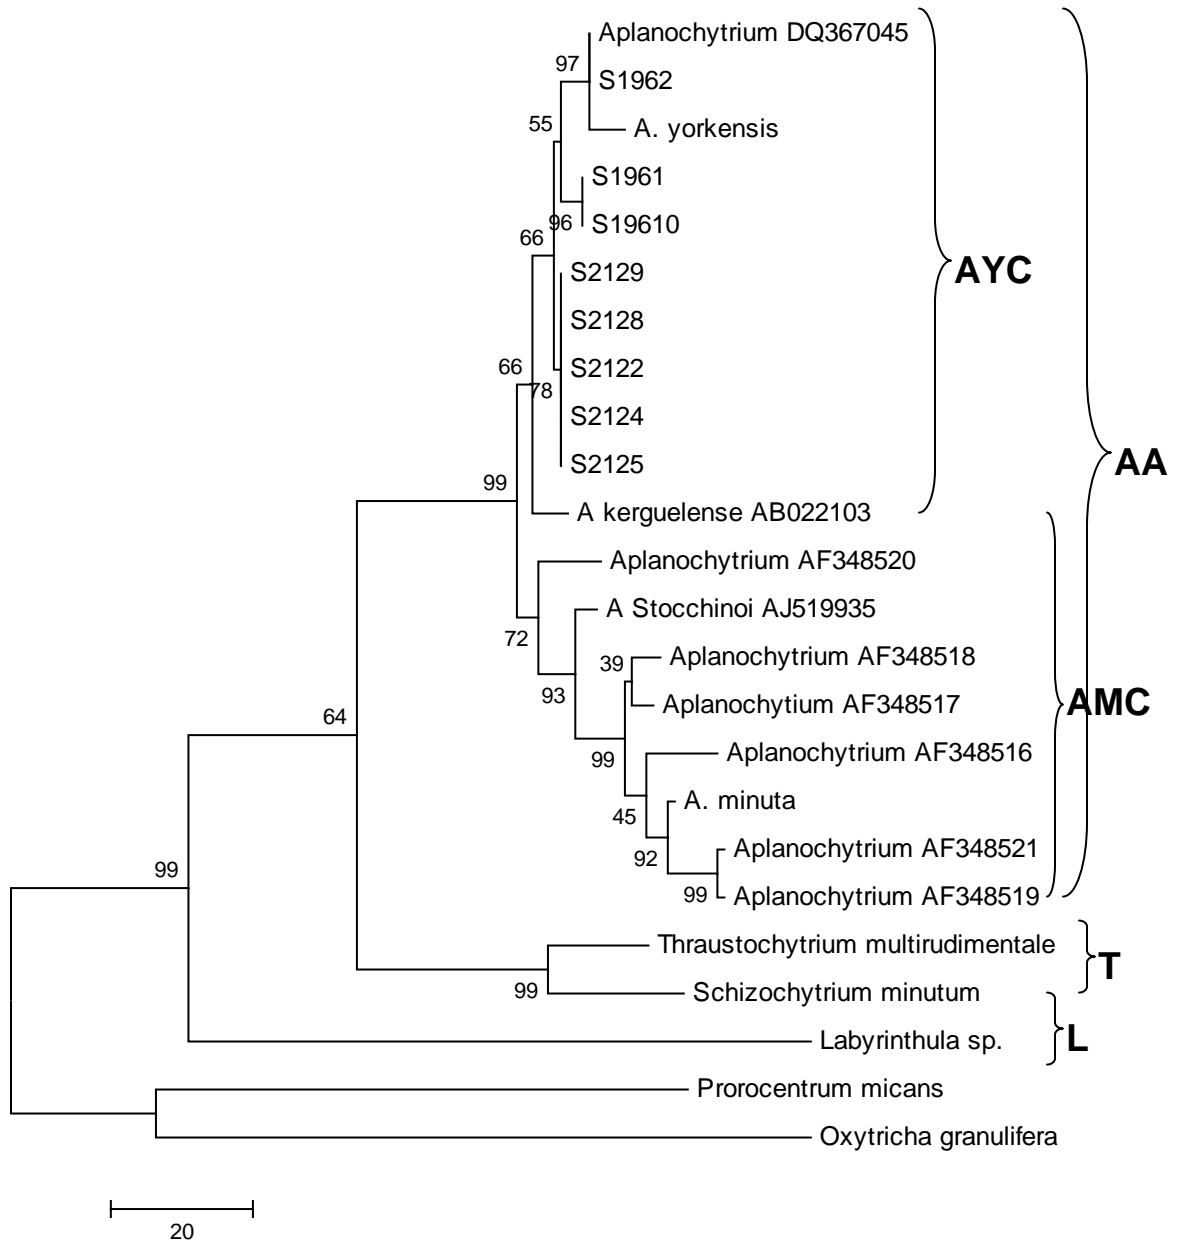 Aplanochytrium DQ367045
97
S1962
55
A. yorkensis
S1961
96
S19610
66
S2129
AYC
S2128
66
S2122
78
S2124
S2125
AA
99
A kerguelense AB022103
Aplanochytrium AF348520
A Stocchinoi AJ519935
72
Aplanochytrium AF348518
39
93
Aplanochytium AF348517
AMC
64
Aplanochytrium AF348516
99
A. minuta
45
Aplanochytrium AF348521
92
99
Aplanochytrium AF348519
99
Thraustochytrium multirudimentale
T
99
Schizochytrium minutum
Labyrinthula sp.
L
Prorocentrum micans
Oxytricha granulifera
20